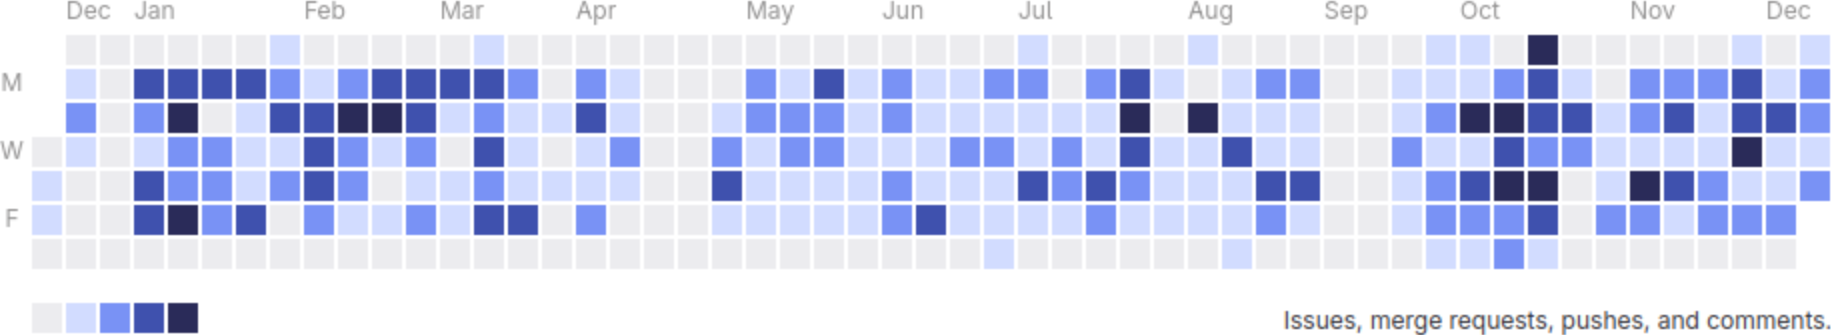 Dec Jan Feb Mar Apr May Jun Jul Aug Sep Oct Nov Dec
M
W
F
Issues, merge requests, pushes, and comments.